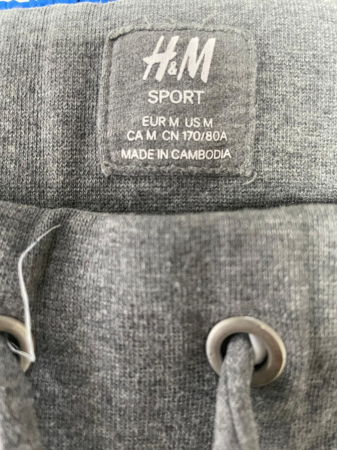 H&M
SPORT
EUR M US M
CA M CN 170/80A
MADE IN CAMBODIA